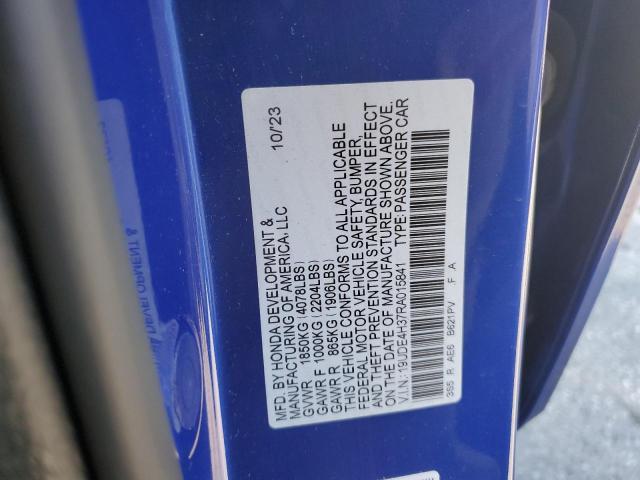 MFD. BY HONDA DEVELOPMENT & 10/23
MANUFACTURING OF AMERICA, LLC
GVWR 1850KG(4078LBS)
GAWR F 1000KG(2204LBS)
GAWR R 865KG(1906LBS)
THIS VEHICLE CONFORMS TO ALL APPLICABLE
FEDERAL MOTOR VEHICLE SAFETY, BUMPER,
AND THEFT PREVENTION STANDARDS IN EFFECT
ON THE DATE OF MANUFACTURE SHOWN ABOVE.
V.I.N.:19UDE4H37RA015841 TYPE:PASSENGER CAR
3S5 R AE6 B621PV F A